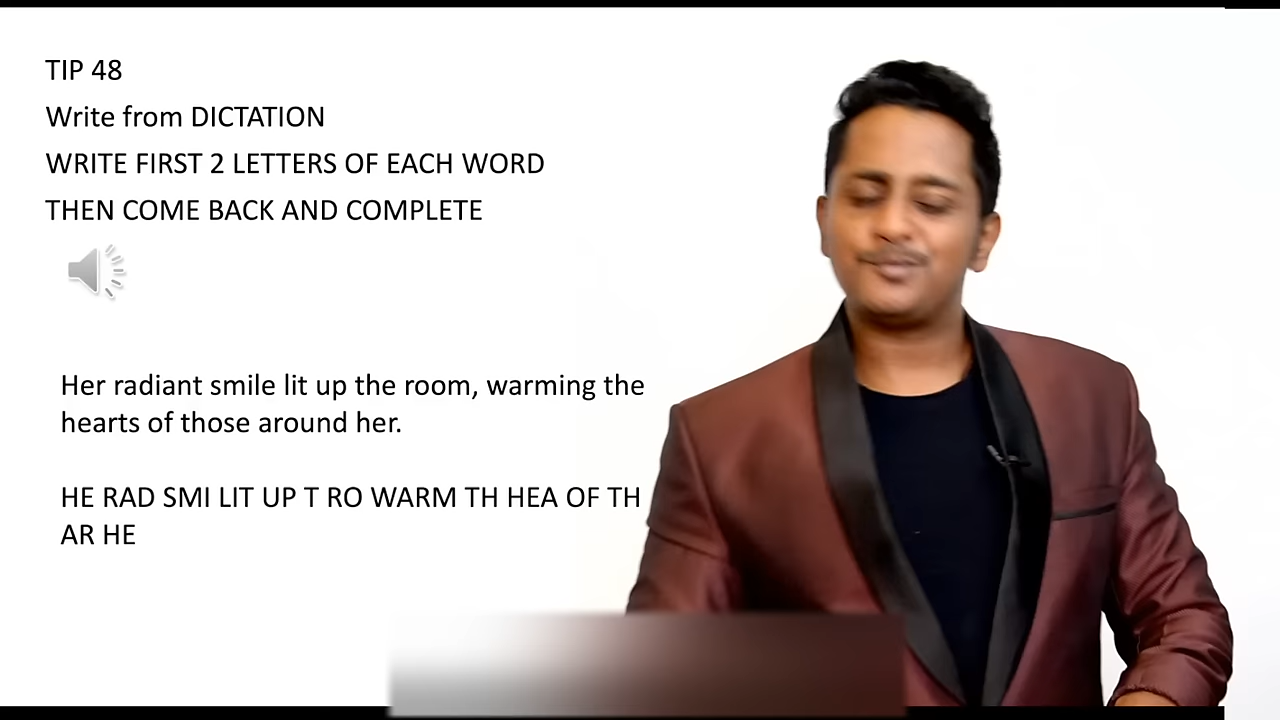 TIP 48
Write from DICTATION
WRITE FIRST 2 LETTERS OF EACH WORD
THEN COME BACK AND COMPLETE
Her radiant smile lit up the room, warming the
hearts of those around her.
HE RAD SMI LIT UP T RO WARM TH HEA OF TH
AR HE